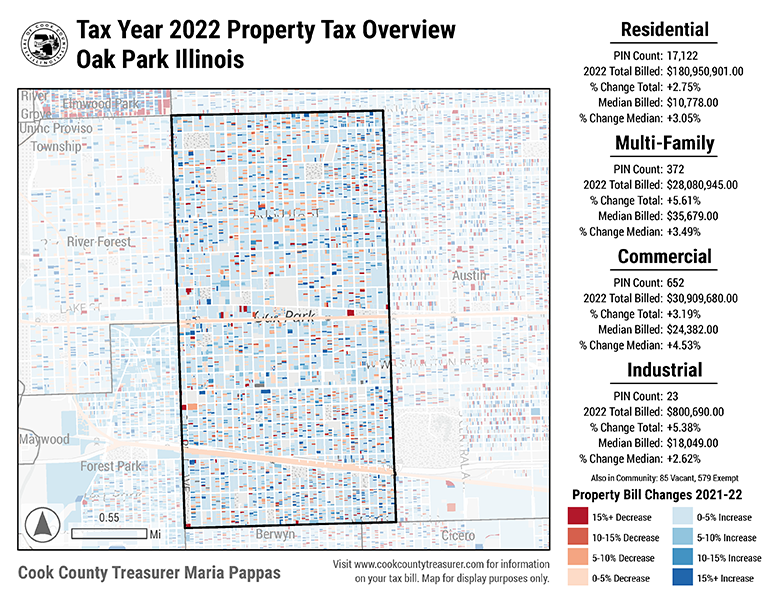 Tax Year 2022 Property Tax Overview
Oak Park Illinois
River
Grove
Elmwood Park
Uninc Proviso
Township
River Forest
Austin
LAKE
Oak Park
Maywood
Forest Park
Berwyn
Cicero
0.55
Mi
Cook County Treasurer Maria Pappas
Visit www.cookcountytreasurer.com for information
on your tax bill. Map for display purposes only.
Residential
PIN Count: 17,122
2022 Total Billed: $180,950,901.00
% Change Total: +2.75%
Median Billed: $10,778.00
% Change Median: +3.05%
Multi-Family
PIN Count: 372
2022 Total Billed: $28,080,945.00
% Change Total: +5.61%
Median Billed: $35,679.00
% Change Median: +3.49%
Commercial
PIN Count: 652
2022 Total Billed: $30,909,680.00
% Change Total: +3.19%
Median Billed: $24,382.00
% Change Median: +4.53%
Industrial
PIN Count: 23
2022 Total Billed: $800,690.00
% Change Total: +5.38%
Median Billed: $18,049.00
% Change Median: +2.62%
Also in Community: 85 Vacant, 579 Exempt
Property Bill Changes 2021-22
15%+ Decrease
10-15% Decrease
5-10% Decrease
0-5% Decrease
0-5% Increase
5-10% Increase
10-15% Increase
15%+ Increase